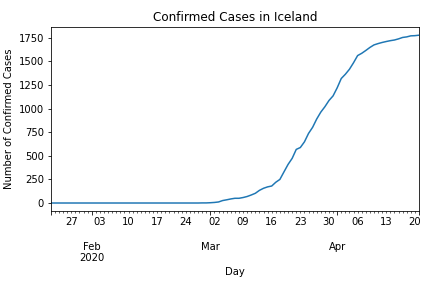 Confirmed Cases in Iceland
Number of Confirmed Cases
1750
1500
1250
1000
750
500
250
0
27 03 10 17 24 02 09 16 23 30 06 13 20
Feb Mar Apr
2020
Day